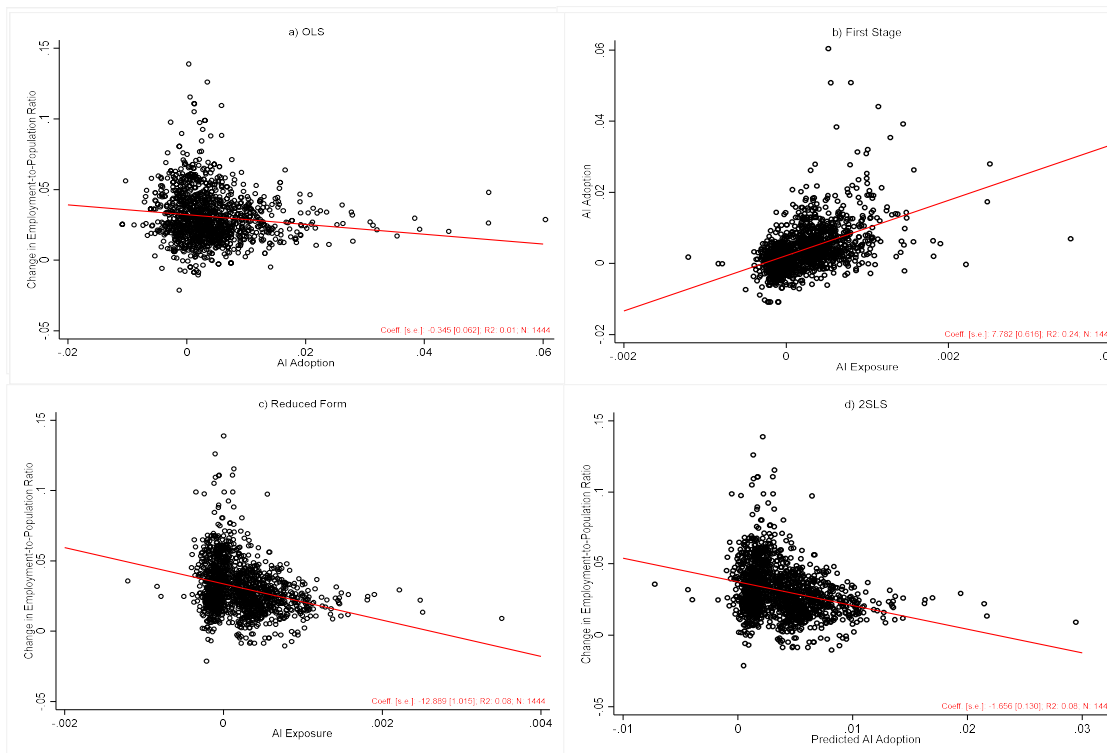 a) OLS
Change in Employment-to-Population Ratio
.15
.1
.05
0
-.05
Coeff. [s.e.]: -0.345 [0.062]; R2: 0.01; N: 1444
-.02
0
.02
.04
.06
AI Adoption
b) First Stage
AI Adoption
.06
.04
.02
0
-.02
Coeff. [s.e.]: 7.782 [0.616]; R2: 0.24; N: 144
-.002
0
.002
AI Exposure
c) Reduced Form
Change in Employment-to-Population Ratio
.15
.1
.05
0
-.05
Coeff. [s.e.]: -12.889 [1.015]; R2: 0.08; N: 1444
-.002
0
.002
.004
AI Exposure
d) 2SLS
Change in Employment-to-Population Ratio
.15
.1
.05
0
-.05
Coeff. [s.e.]: -1.656 [0.130]; R2: 0.08; N: 144
-.01
0
.01
.02
.03
Predicted AI Adoption